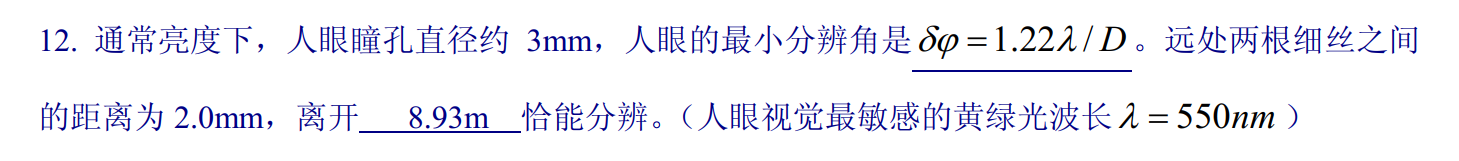 12. 通常亮度下，人眼瞳孔直径约 3mm，人眼的最小分辨角是δφ = 1.22λ / D。远处两根细丝之间
的距离为 2.0mm，离开 8.93m 恰能分辨。（人眼视觉最敏感的黄绿光波长 λ = 550nm ）